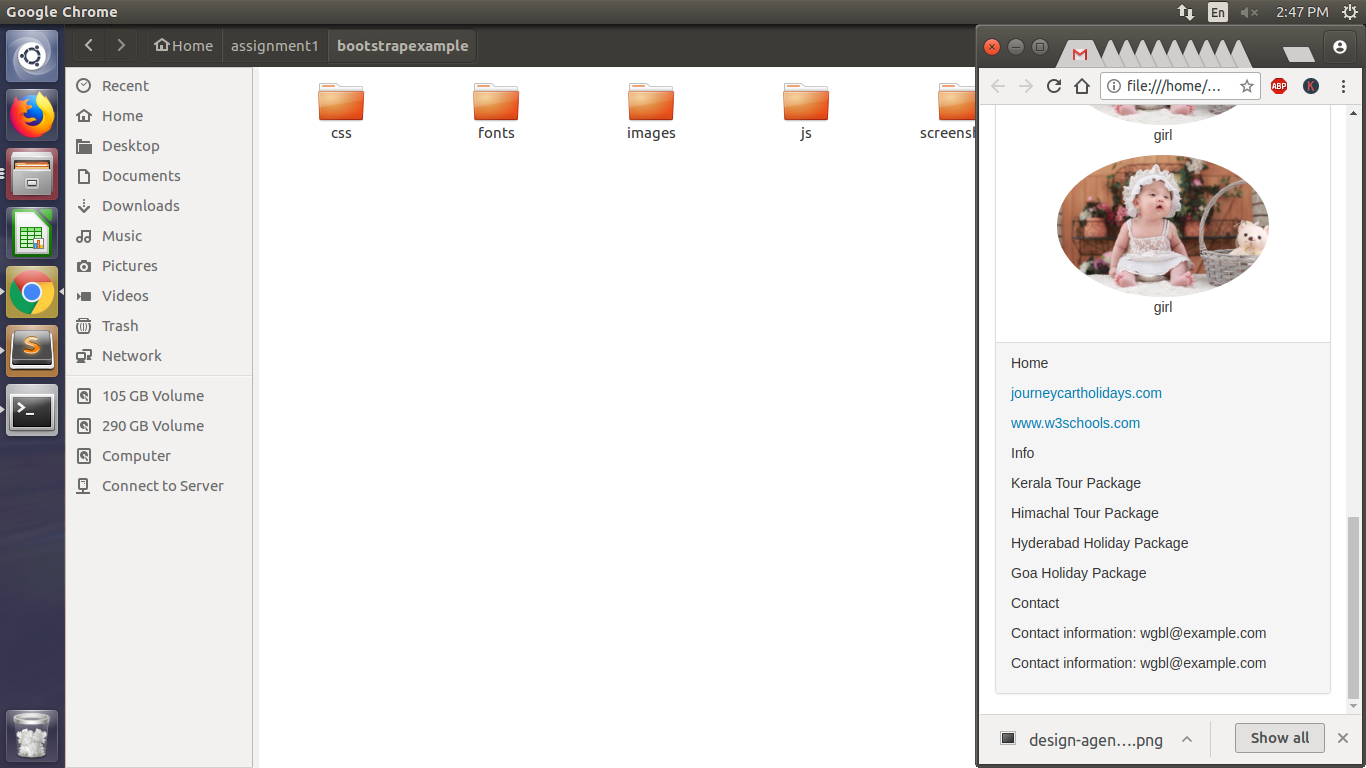 Google Chrome
En
2:47 PM
Home
assignment1
bootstrapexample
Recent
Home
Desktop
Documents
Downloads
Music
Pictures
Videos
Trash
Network
105 GB Volume
290 GB Volume
Computer
Connect to Server
css
fonts
images
js
screensh
file:///home/...
ABP
K
girl
girl
Home
journeycartholidays.com
www.w3schools.com
Info
Kerala Tour Package
Himachal Tour Package
Hyderabad Holiday Package
Goa Holiday Package
Contact
Contact information: wgbl@example.com
Contact information: wgbl@example.com
design-agen....png
Show all